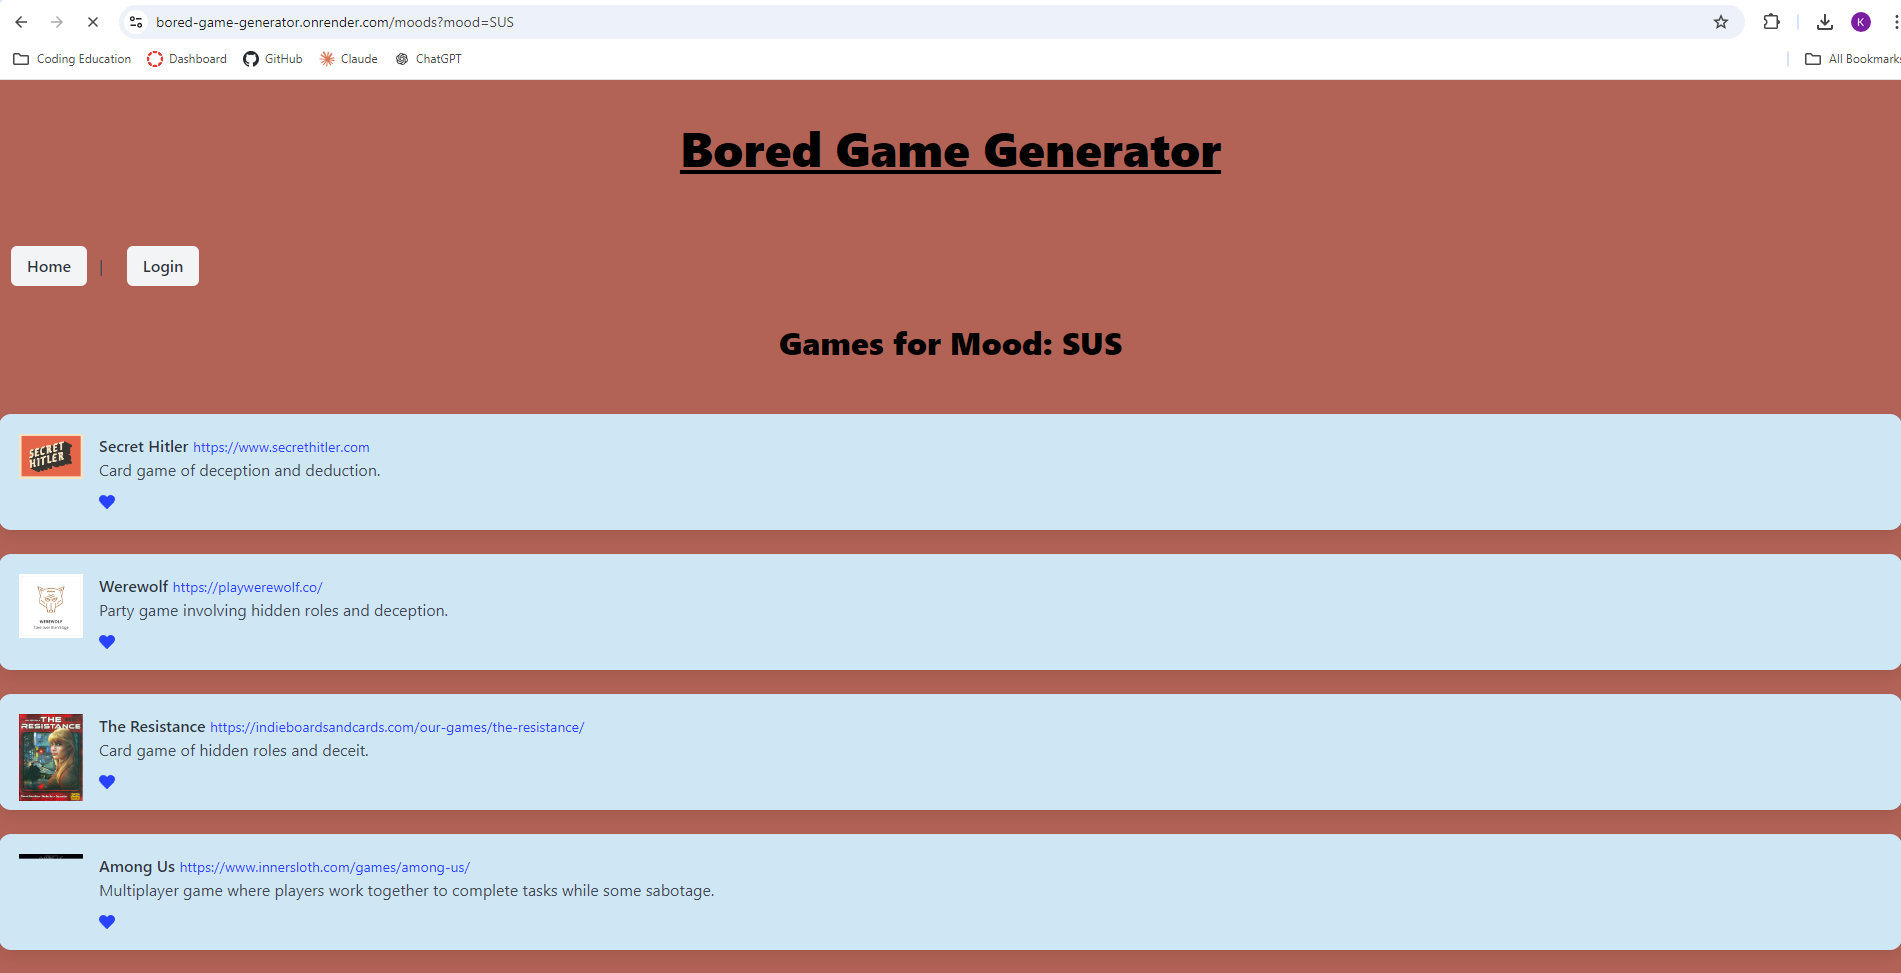 bored-game-generator.onrender.com/moods?mood=SUS
K
Coding Education Dashboard GitHub Claude ChatGPT All Bookmarks
Bored Game Generator
Home | Login
Games for Mood: SUS
SECRET HITLER
Secret Hitler https://www.secrethitler.com
Card game of deception and deduction.
WEREWOLF
Werewolf https://playwerewolf.co/
Party game involving hidden roles and deception.
THE
RESISTANCE
The Resistance https://indieboardsandcards.com/our-games/the-resistance/
Card game of hidden roles and deceit.
Among Us https://www.innersloth.com/games/among-us/
Multiplayer game where players work together to complete tasks while some sabotage.